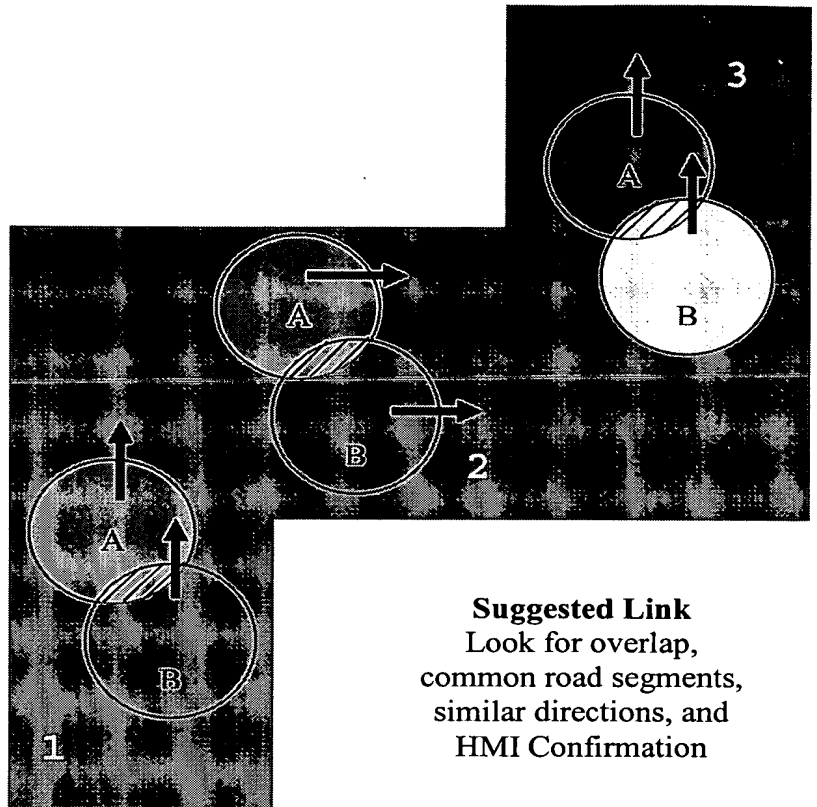 3
A
B
A
B
2
A
B
1
Suggested Link
Look for overlap,
common road segments,
similar directions, and
HMI Confirmation